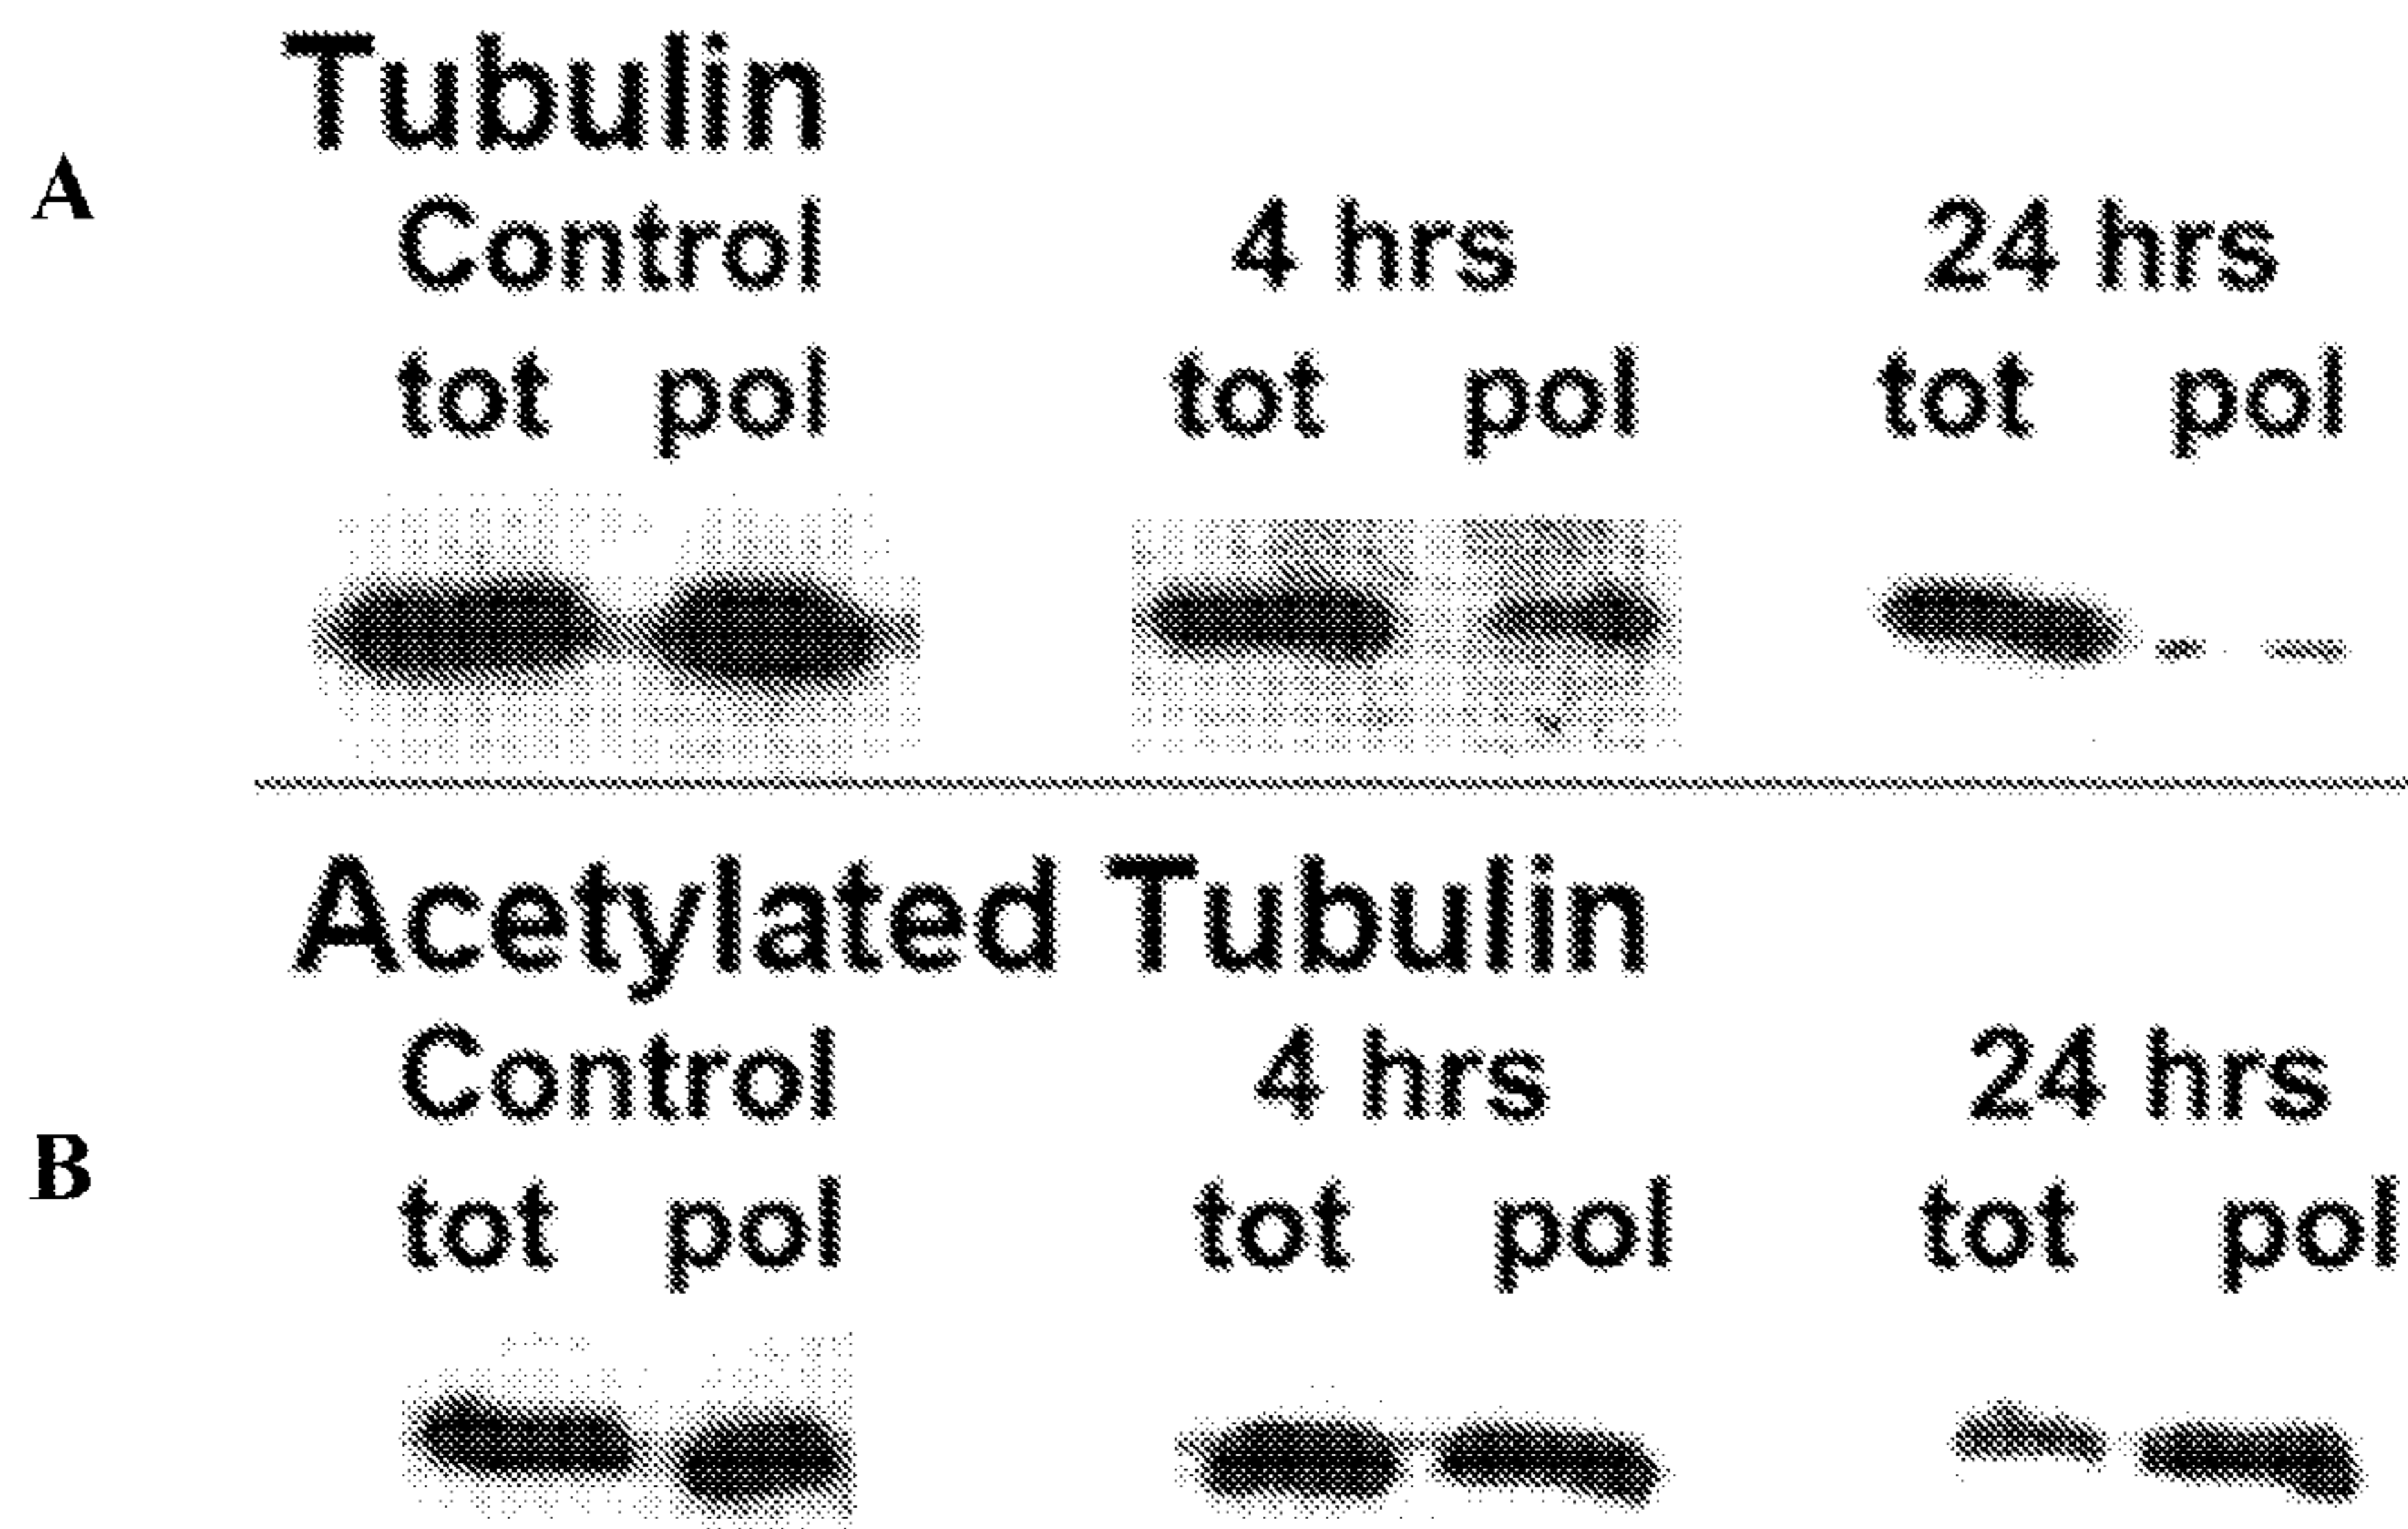 Tubulin
A
Control 4 hrs 24 hrs
tot pol tot pol tot pol
Acetylated Tubulin
Control 4 hrs 24 hrs
B
tot pol tot pol tot pol